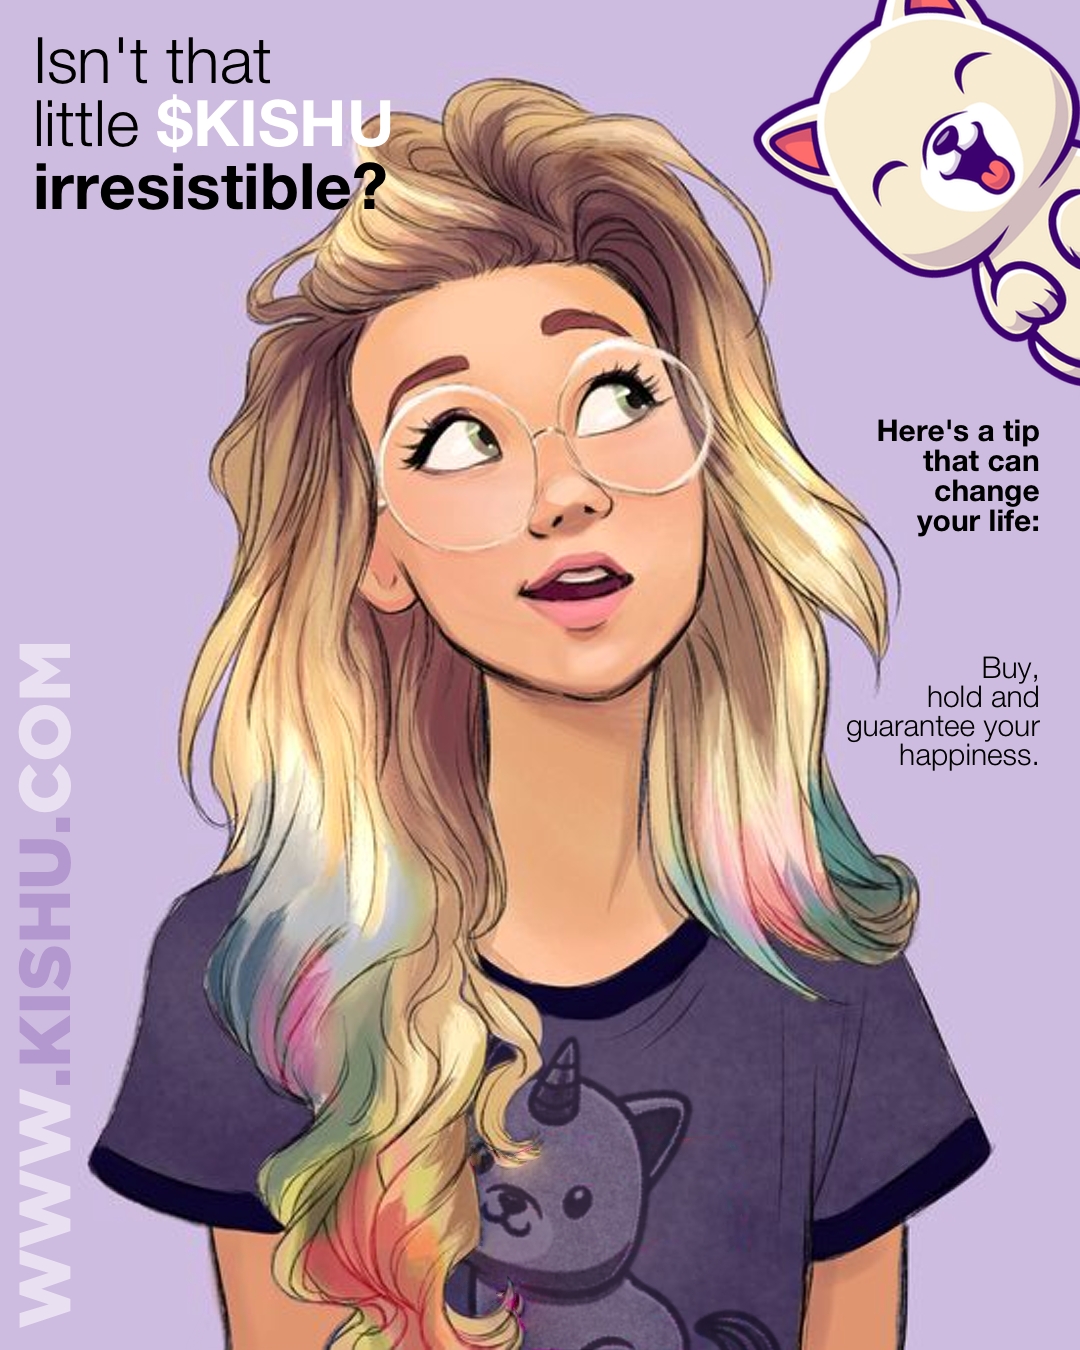 Isn't that
little $KISHU
irresistible?
Here's a tip
that can
change
your life:
Buy,
hold and
guarantee your
happiness.
WWW.KISHU.COM